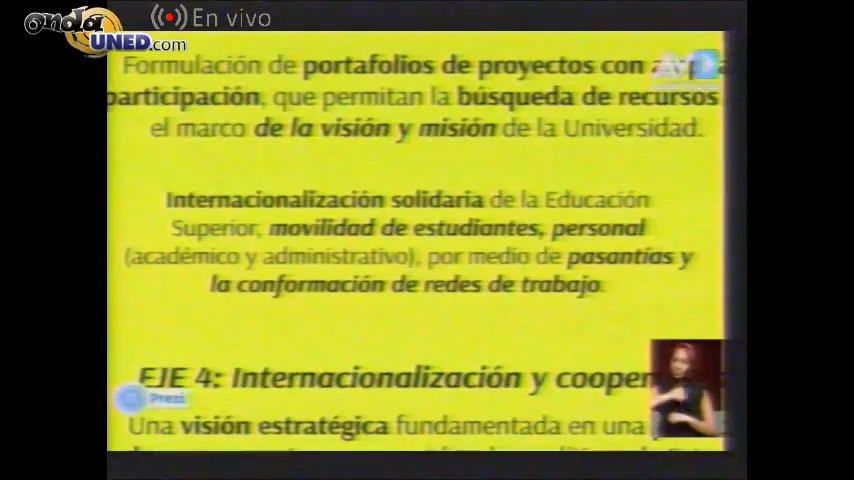 onda UNED.com
En vivo
Formulación de portafolios de proyectos con
participación, que permitan la búsqueda de recursos
el marco de la visión y misión de la Universidad.
Internacionalización solidaria de la Educación
Superior, movilidad de estudiantes, personal
(académico y administrativo), por medio de pasantías y
la conformación de redes de trabajo
EJE 4: Internacionalización y cooper
Prezi
Una visión estratégica fundamentada en una